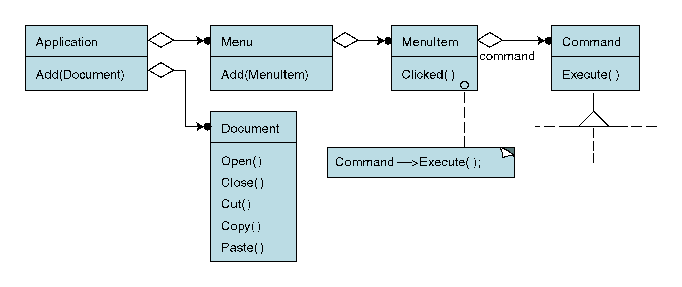 Application
Add(Document)
Menu
Add(MenuItem)
MenuItem
Clicked( )
command
Command
Execute( )
Document
Open( )
Close( )
Cut( )
Copy( )
Paste( )
Command —>Execute( );